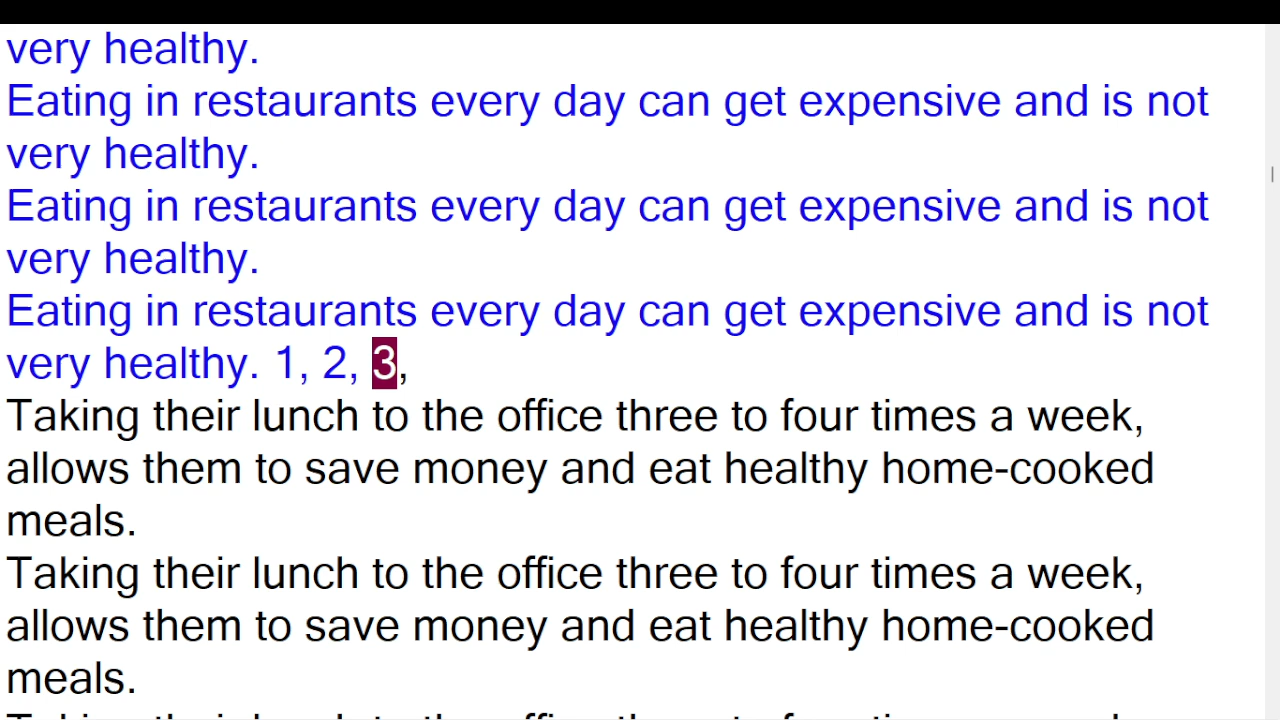 very healthy.
Eating in restaurants every day can get expensive and is not
very healthy.
Eating in restaurants every day can get expensive and is not
very healthy.
Eating in restaurants every day can get expensive and is not
very healthy. 1, 2, 3,
Taking their lunch to the office three to four times a week,
allows them to save money and eat healthy home-cooked
meals.
Taking their lunch to the office three to four times a week,
allows them to save money and eat healthy home-cooked
meals.